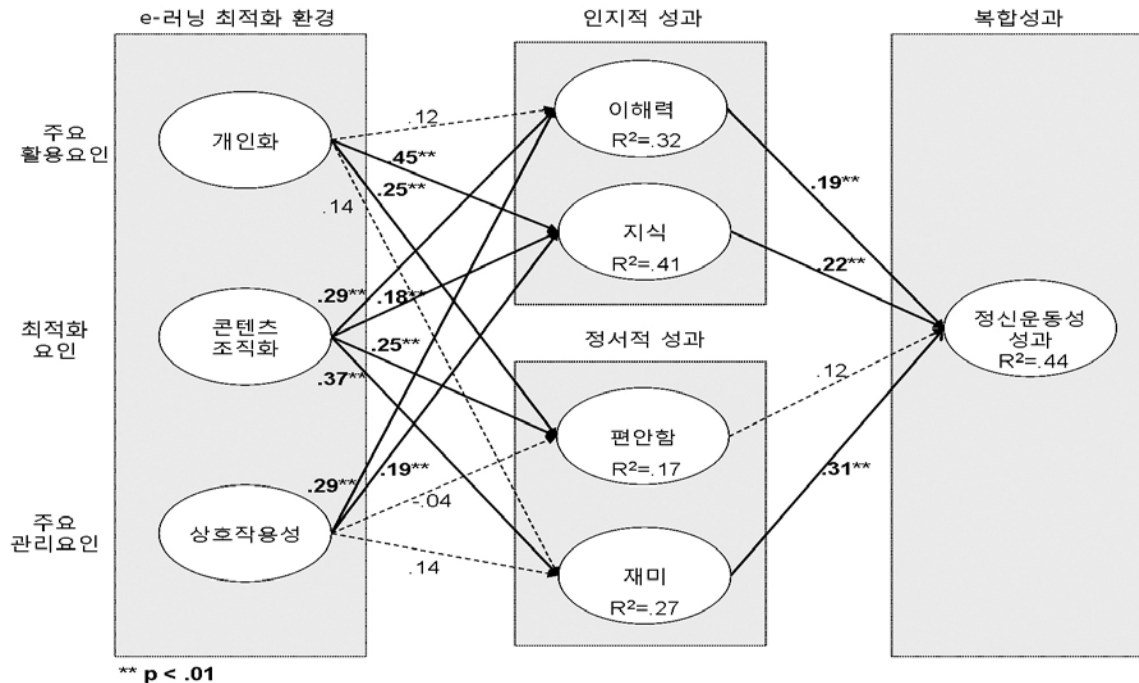 e-러닝 최적화 환경
인지적 성과
복합성과
주요
활용요인
개인화
.12
.45**
.25**
.14
이해력
R²=.32
.19**
지식
R²=.41
.22**
최적화
요인
콘텐츠
조직화
.29**
.18**
.25**
.37**
정서적 성과
정신운동성
성과
R²=.44
.12
편안함
R²=.17
.31**
주요
관리요인
상호작용성
.29**
.19**
-.04
.14
재미
R²=.27
** p < .01